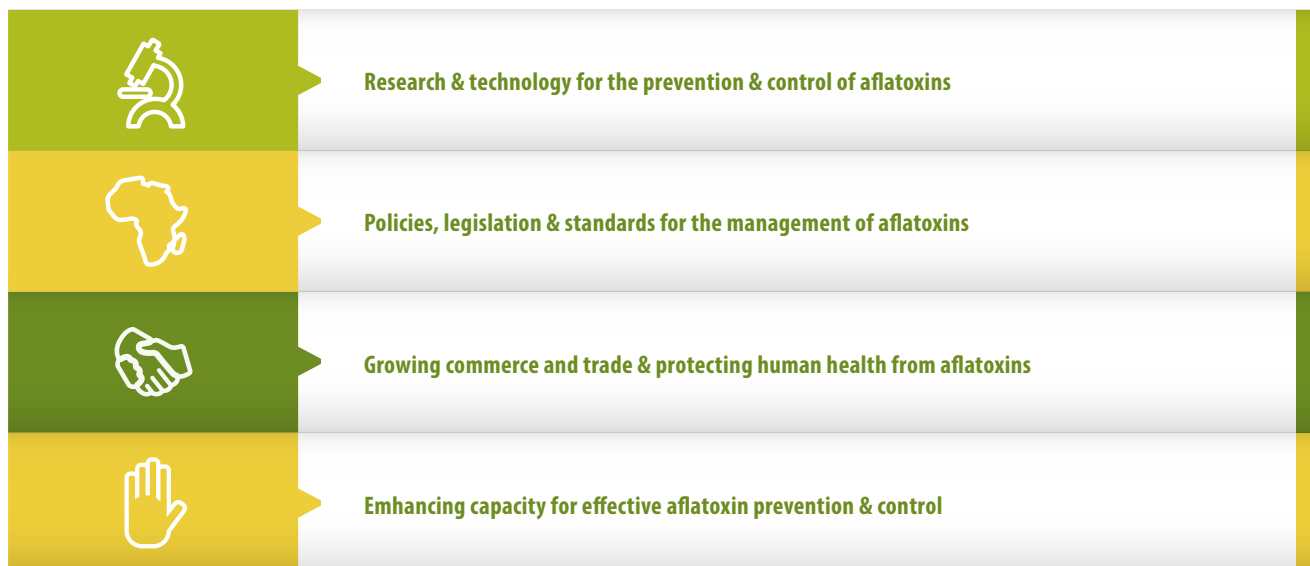 Research & technology for the prevention & control of aflatoxins
Policies, legislation & standards for the management of aflatoxins
Growing commerce and trade & protecting human health from aflatoxins
Enhancing capacity for effective aflatoxin prevention & control